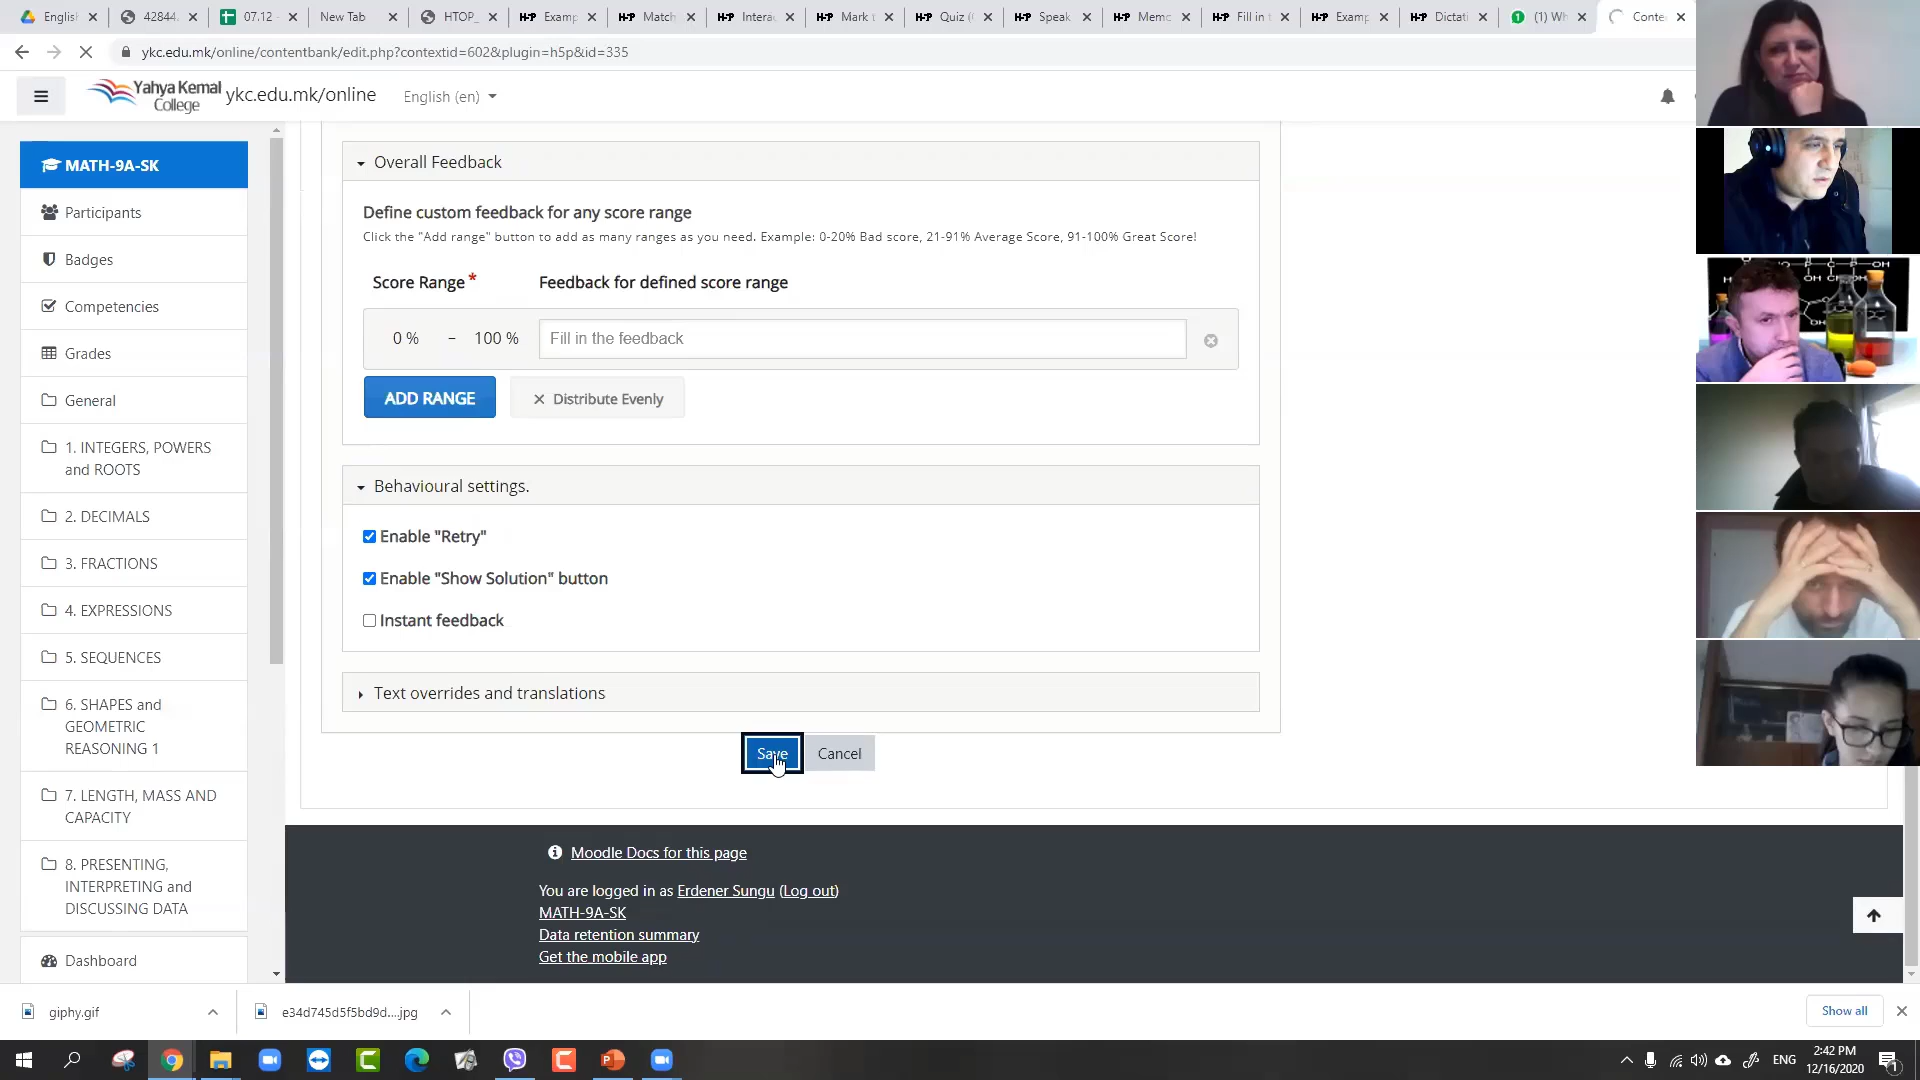 English
42844.
07.12 -
New Tab
HTOP_
H-P Examp
H-P Match
H-P Intera
H-P Mark t
H-P Quiz (
H-P Speak
H-P Memo
H-P Fill in t
H-P Examp
H-P Dictati
1 (1) Wh
Conte
ykc.edu.mk/online/contentbank/edit.php?contextid=602&plugin=h5p&id=335
Yahya Kemal
College
ykc.edu.mk/online
English (en)
MATH-9A-SK
Participants
Badges
Competencies
Grades
General
1. INTEGERS, POWERS
and ROOTS
2. DECIMALS
3. FRACTIONS
4. EXPRESSIONS
5. SEQUENCES
6. SHAPES and
GEOMETRIC
REASONING 1
7. LENGTH, MASS AND
CAPACITY
8. PRESENTING,
INTERPRETING and
DISCUSSING DATA
Dashboard
Overall Feedback
Define custom feedback for any score range
Click the "Add range" button to add as many ranges as you need. Example: 0-20% Bad score, 21-91% Average Score, 91-100% Great Score!
Score Range *
Feedback for defined score range
0 % – 100 %
Fill in the feedback
ADD RANGE
Distribute Evenly
Behavioural settings.
Enable "Retry"
Enable "Show Solution" button
Instant feedback
Text overrides and translations
Save
Cancel
Moodle Docs for this page
You are logged in as Erdener Sungu (Log out)
MATH-9A-SK
Data retention summary
Get the mobile app
giphy.gif
e34d745d5f5bd9d....jpg
Show all
ENG
2:42 PM
12/16/2020
1